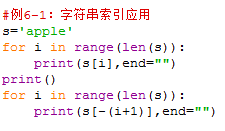 #例6-1：字符串索引应用
s='apple'
for i in range(len(s)):
    print(s[i],end="")
print()
for i in range(len(s)):
    print(s[-(i+1)],end="")